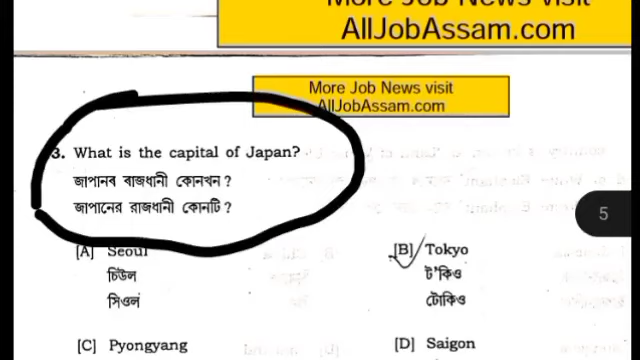 More Job News visit
AllJobAssam.com
More Job News visit
AllJobAssam.com
3. What is the capital of Japan?
জাপানৰ ৰাজধানী কোনখন ?
জাপানের রাজধানী কোনটি ?
5
[A] Seoul
চিউল
সিওল
[B] Tokyo
ট'কিও
টোকিও
[C] Pyongyang
[D] Saigon